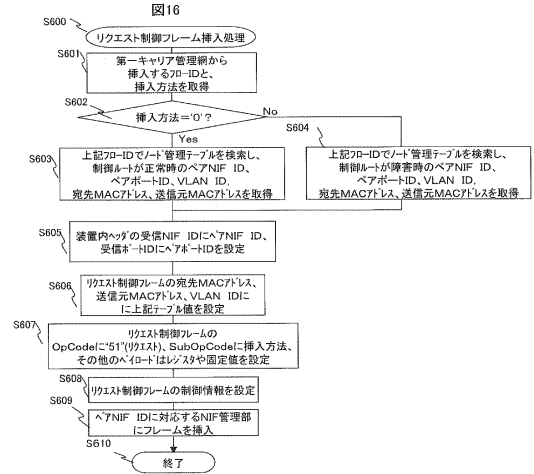 図16
S600
リクエスト制御フレーム挿入処理
S601
第一キャリア管理網から
挿入するフローIDと、
挿入方法を取得
S602
挿入方法='0'?
No
Yes
S603
上記フローIDでノード管理テーブルを検索し、
制御ルートが正常時のペアNIF ID、
ペアポートID、VLAN ID,
宛先MACアドレス、送信元MACアドレスを取得
S604
上記フローIDでノード管理テーブルを検索し、
制御ルートが障害時のペアNIF ID、
ペアポートID、VLAN ID、
宛先MACアドレス、送信元MACアドレスを取得
S605
装置内ヘッダの受信NIF IDにペアNIF ID、
受信ポートIDにペアポートIDを設定
S606
リクエスト制御フレームの宛先MACアドレス、
送信元MACアドレス、VLAN IDに
に上記テーブル値を設定
S607
リクエスト制御フレームの
OpCodeに"51"(リクエスト)、SubOpCodeに挿入方法、
その他のペイロードはレジスタや固定値を設定
S608
リクエスト制御フレームの制御情報を設定
S609
ペアNIF IDに対応するNIF管理部
にフレームを挿入
S610
終了